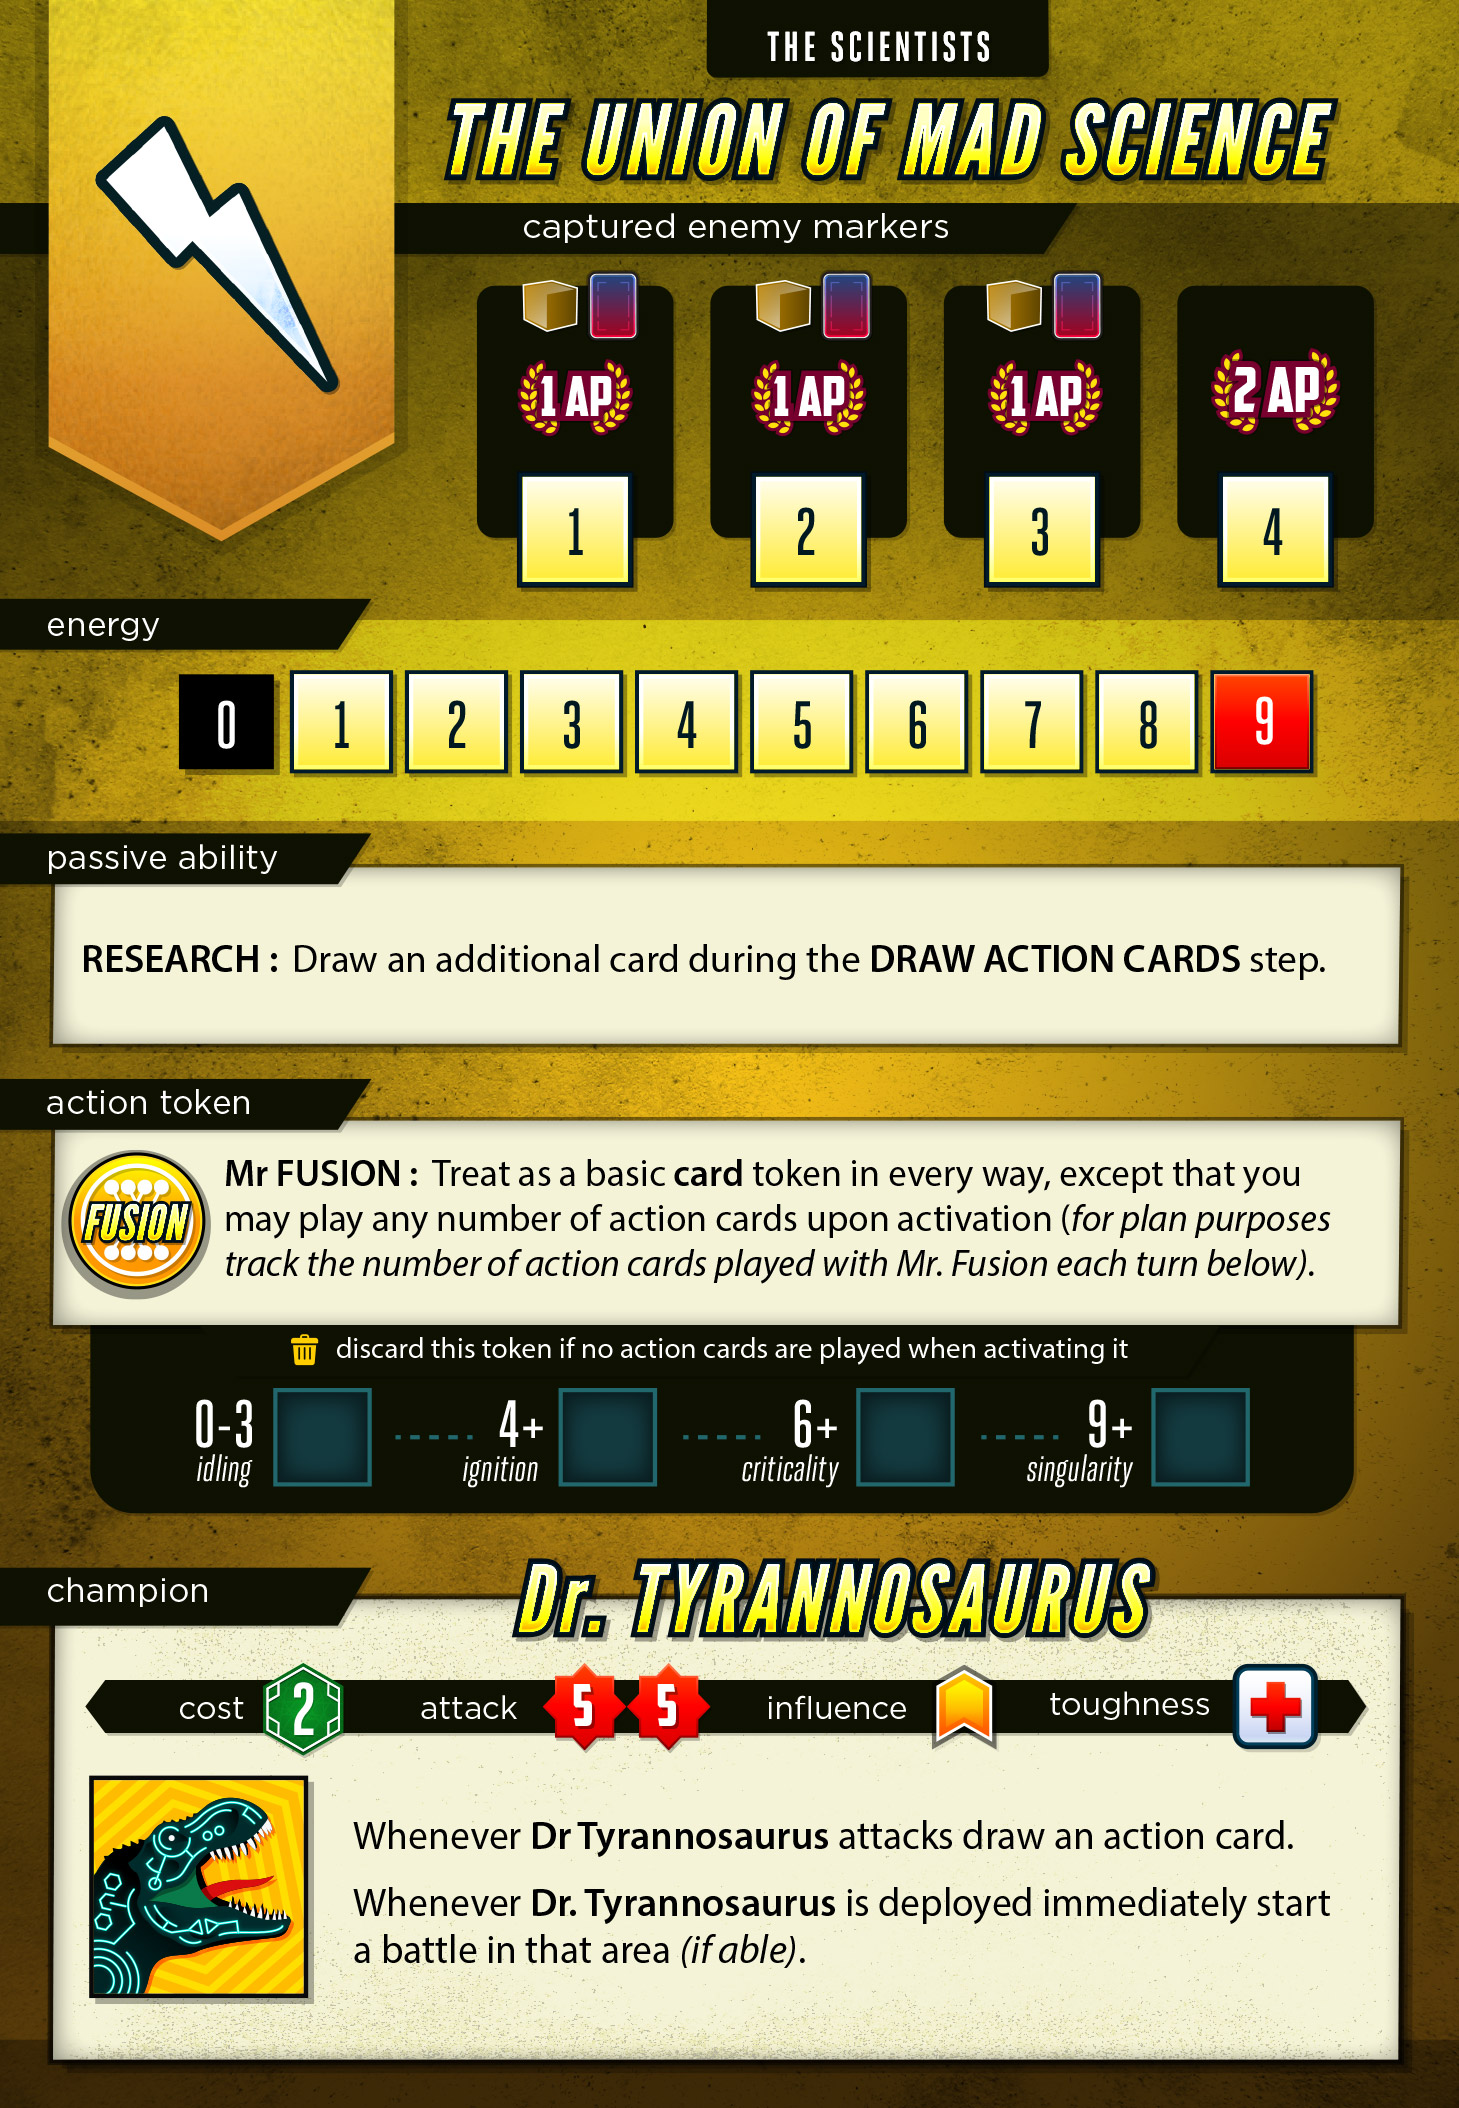 THE SCIENTISTS
THE UNION OF MAD SCIENCE
captured enemy markers
1 AP 1 AP 1 AP 2 AP
1 2 3 4
energy
0 1 2 3 4 5 6 7 8 9
passive ability
RESEARCH : Draw an additional card during the DRAW ACTION CARDS step.
action token
FUSION
Mr FUSION : Treat as a basic card token in every way, except that you
may play any number of action cards upon activation (for plan purposes
track the number of action cards played with Mr. Fusion each turn below).
discard this token if no action cards are played when activating it
0-3 4+ 6+ 9+
idling ignition criticality singularity
champion
Dr. TYRANNOSAURUS
cost 2 attack 5 5 influence toughness
Whenever Dr Tyrannosaurus attacks draw an action card.
Whenever Dr. Tyrannosaurus is deployed immediately start
a battle in that area (if able).